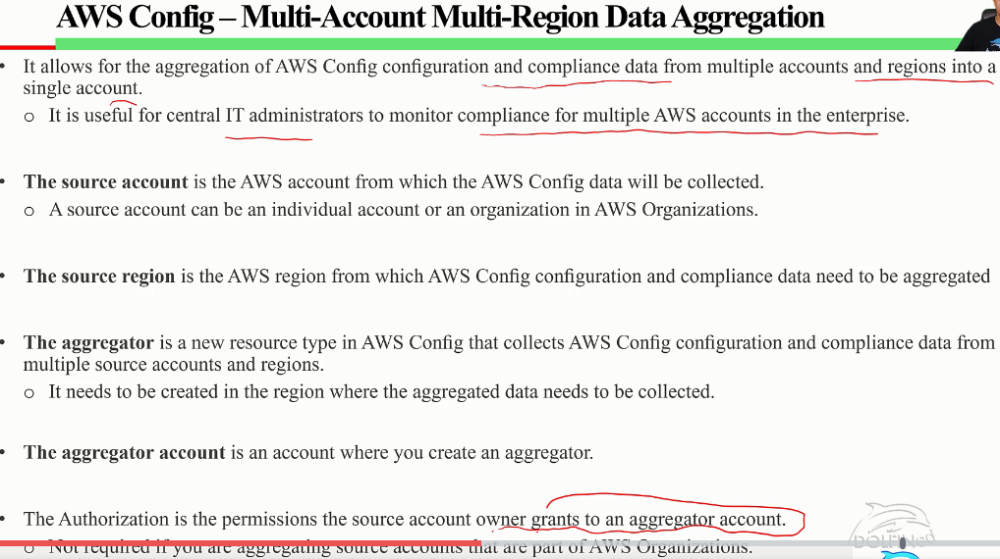 AWS Config – Multi-Account Multi-Region Data Aggregation
• It allows for the aggregation of AWS Config configuration and compliance data from multiple accounts and regions into a
single account.
o It is useful for central IT administrators to monitor compliance for multiple AWS accounts in the enterprise.
• The source account is the AWS account from which the AWS Config data will be collected.
o A source account can be an individual account or an organization in AWS Organizations.
• The source region is the AWS region from which AWS Config configuration and compliance data need to be aggregated
• The aggregator is a new resource type in AWS Config that collects AWS Config configuration and compliance data from
multiple source accounts and regions.
o It needs to be created in the region where the aggregated data needs to be collected.
• The aggregator account is an account where you create an aggregator.
• The Authorization is the permissions the source account owner grants to an aggregator account.
o Not required if you are aggregating source accounts that are part of AWS Organizations.